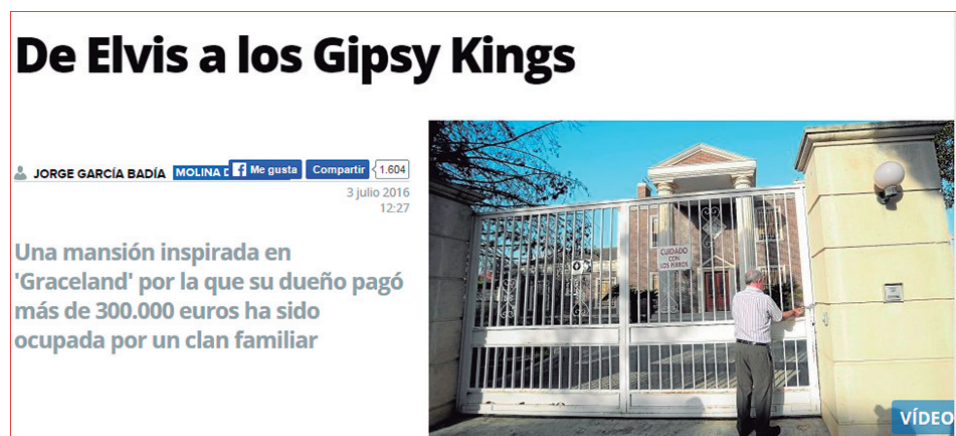 De Elvis a los Gipsy Kings
JORGE GARCÍA BADÍA MOLINA Me gusta Compartir 1.604
3 julio 2016
12:27
Una mansión inspirada en
'Graceland' por la que su dueño pagó
más de 300.000 euros ha sido
ocupada por un clan familiar
CUIDADO
CON
LOS PERROS
VÍDEO